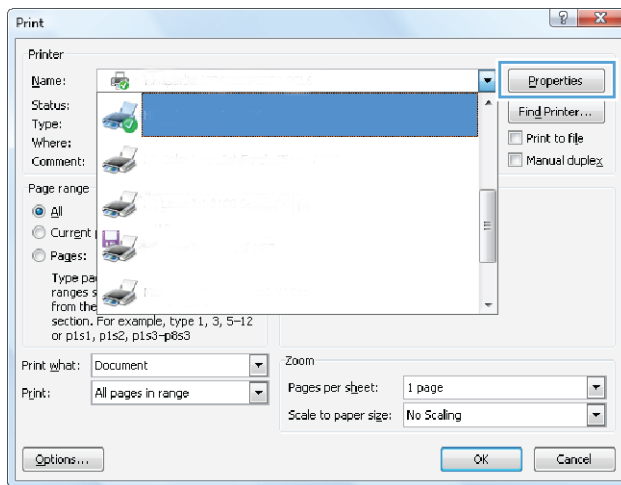 Print
Printer
Name:
Properties
Status:
Find Printer...
Type:
Where:
Print to file
Comment:
Manual duplex
Page range
All
Current
Pages:
Type
ranges
from the
section. For example, type 1, 3, 5–12
or p1s1, p1s2, p1s3–p8s3
Print what: Document
Zoom
Pages per sheet: 1 page
Print: All pages in range
Scale to paper size: No Scaling
Options...
OK
Cancel